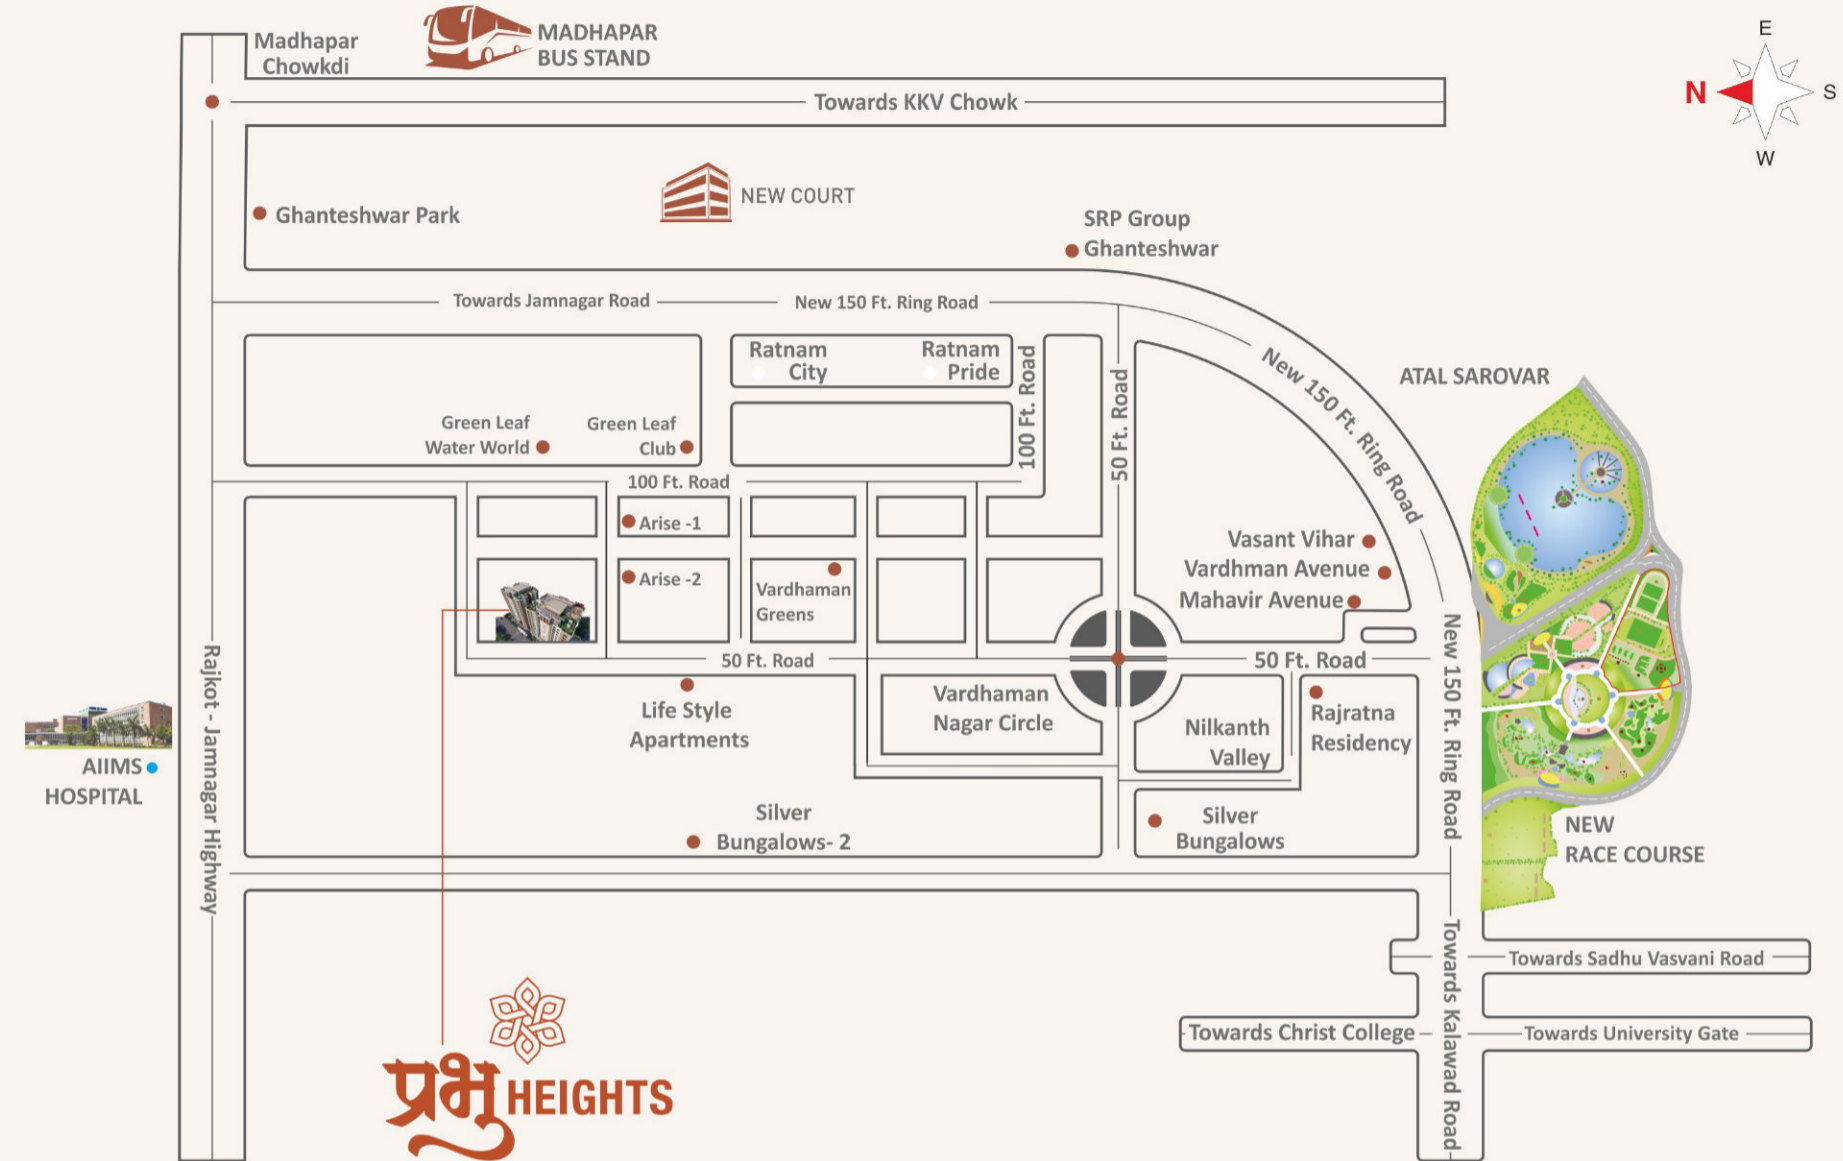 Madhapar
Chowkdi
MADHAPAR
BUS STAND
E
N
S
W
Towards KKV Chowk
Ghanteshwar Park
NEW COURT
SRP Group
Ghanteshwar
Towards Jamnagar Road
New 150 Ft. Ring Road
New 150 Ft. Ring Road
Ratnam
City
Ratnam
Pride
100 Ft. Road
50 Ft. Road
ATAL SAROVAR
Green Leaf
Water World
Green Leaf
Club
100 Ft. Road
Arise -1
Arise -2
Vardhaman
Greens
Vasant Vihar
Vardhman Avenue
Mahavir Avenue
50 Ft. Road
50 Ft. Road
New 150 Ft. Ring Road
Rajkot - Jamnagar Highway
Life Style
Apartments
Vardhaman
Nagar Circle
Nilkanth
Valley
Rajratna
Residency
AIIMS
HOSPITAL
Silver
Bungalows- 2
Silver
Bungalows
NEW
RACE COURSE
Towards Kalawad Road
Towards Sadhu Vasvani Road
Towards Christ College
Towards University Gate
प्रभु HEIGHTS